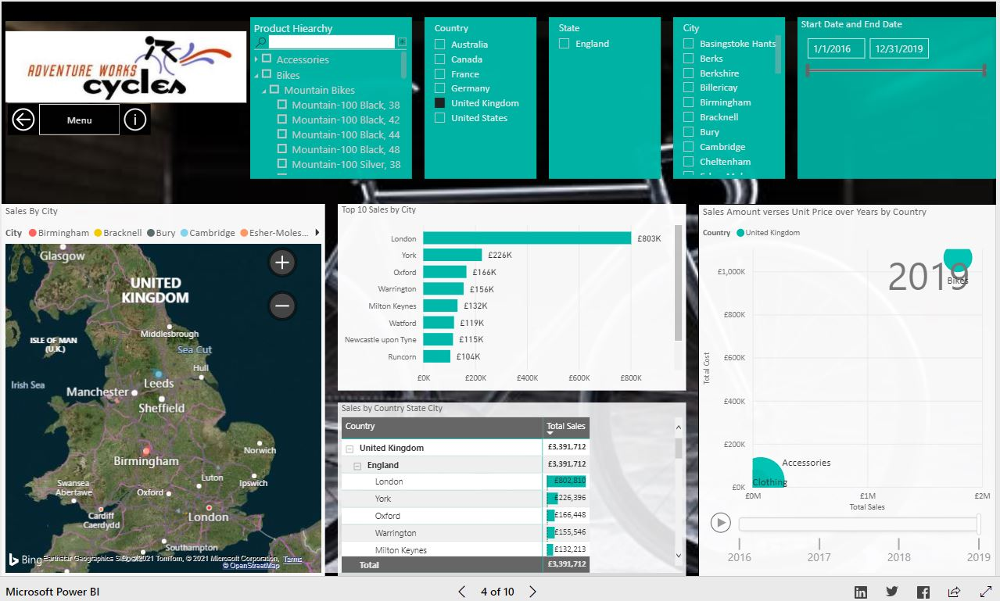 ADVENTURE WORKS
cycles
Menu
i
Product Hiearchy
Accessories
Bikes
Mountain Bikes
Mountain-100 Black, 38
Mountain-100 Black, 42
Mountain-100 Black, 44
Mountain-100 Black, 48
Mountain-100 Silver, 38
Country
Australia
Canada
France
Germany
United Kingdom
United States
State
England
City
Basingstoke Hants
Berks
Berkshire
Billericay
Birmingham
Bracknell
Bury
Cambridge
Cheltenham
Start Date and End Date
1/1/2016 12/31/2019
Sales By City
City Birmingham Bracknell Bury Cambridge Esher-Moles...
Glasgow
UNITED
KINGDOM
Middlesbrough
ISLE OF MAN
(U.K.)
Sea Cut
Hull
Irish Sea
Leeds
Manchester
Sheffield
Birmingham
Norwich
Luton
Ipswich
Swansea
Abertawe
Oxford
Cardiff
Caerdydd
London
Southampton
Bing
© 2021 TomTom, © 2021 Microsoft Corporation, Terms
© OpenStreetMap
Top 10 Sales by City
London £803K
York £226K
Oxford £166K
Warrington £156K
Milton Keynes £132K
Watford £119K
Newcastle upon Tyne £115K
Runcorn £104K
£0K £200K £400K £600K £800K
Sales by Country State City
Country Total Sales
United Kingdom £3,391,712
England £3,391,712
London £802,810
York £226,396
Oxford £166,448
Warrington £155,546
Milton Keynes £132,213
Total £3,391,712
Sales Amount verses Unit Price over Years by Country
Country United Kingdom
2019
Bikes
£1,000K
£800K
£600K
£400K
£200K
£0K
Total Cost
Accessories
Clothing
£0M £1M £2M
Total Sales
2016 2017 2018 2019
Microsoft Power BI
4 of 10